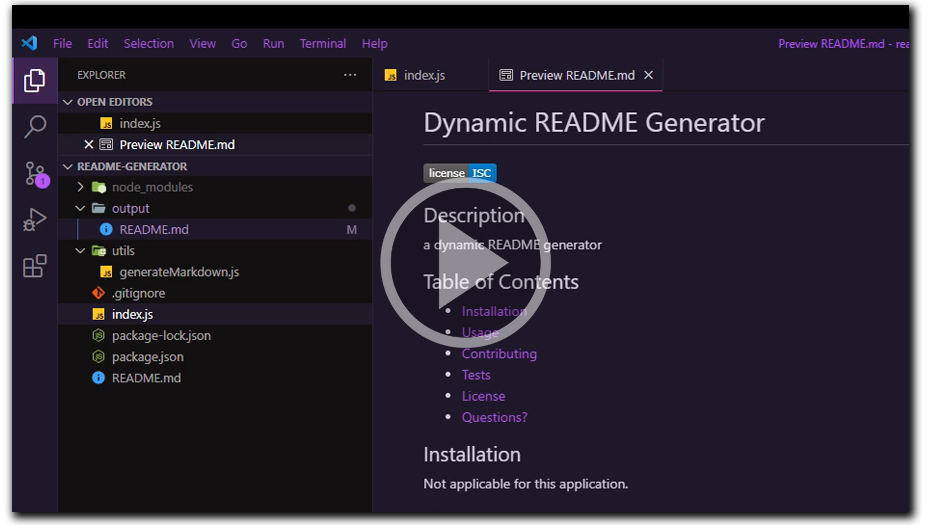 File Edit Selection View Go Run Terminal Help
Preview README.md - rea
EXPLORER
OPEN EDITORS
index.js
Preview README.md
README-GENERATOR
node_modules
output
README.md M
utils
generateMarkdown.js
.gitignore
index.js
package-lock.json
package.json
README.md
1
index.js Preview README.md
Dynamic README Generator
license ISC
Description
a dynamic README generator
Table of Contents
Installation
Usage
Contributing
Tests
License
Questions?
Installation
Not applicable for this application.